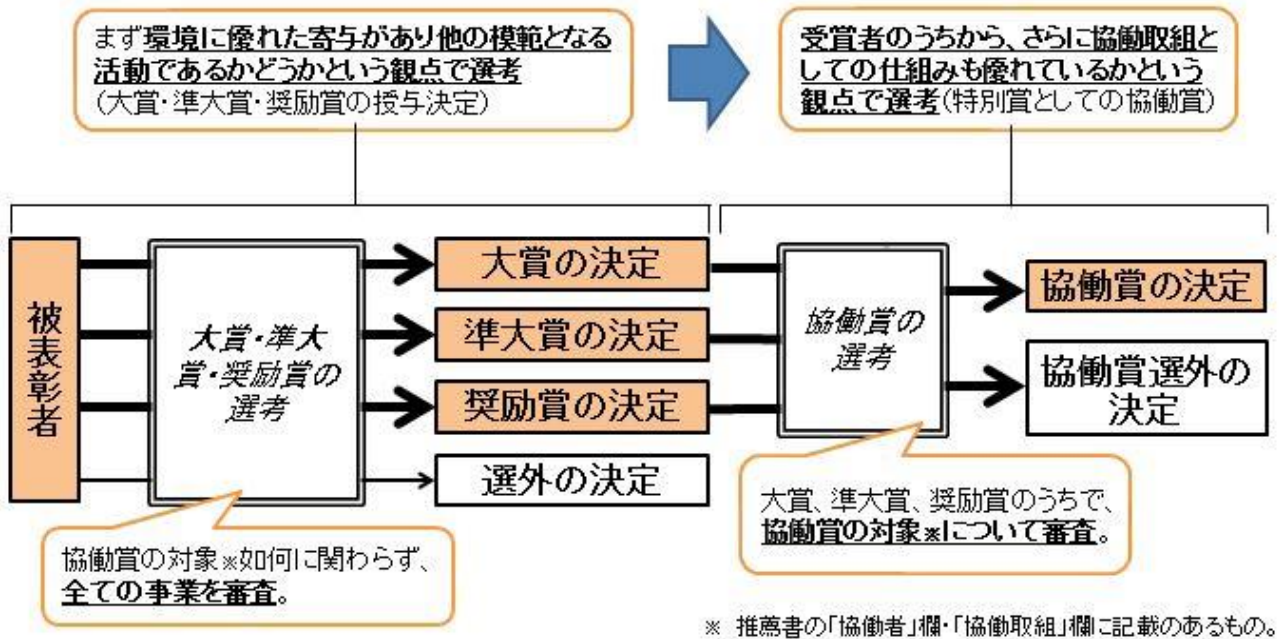 まず環境に優れた寄与があり他の模範となる
活動であるかどうかという観点で選考
(大賞・準大賞・奨励賞の授与決定)
受賞者のうちから、さらに協働取組と
しての仕組みも優れているかという
観点で選考(特別賞としての協働賞)
被表彰者
大賞・準大
賞・奨励賞の
選考
大賞の決定
準大賞の決定
奨励賞の決定
選外の決定
協働賞の
選考
協働賞の決定
協働賞選外の
決定
協働賞の対象※如何に関わらず、
全ての事業を審査。
大賞、準大賞、奨励賞のうちで、
協働賞の対象※について審査。
※ 推薦書の「協働者」欄・「協働取組」欄に記載のあるもの。